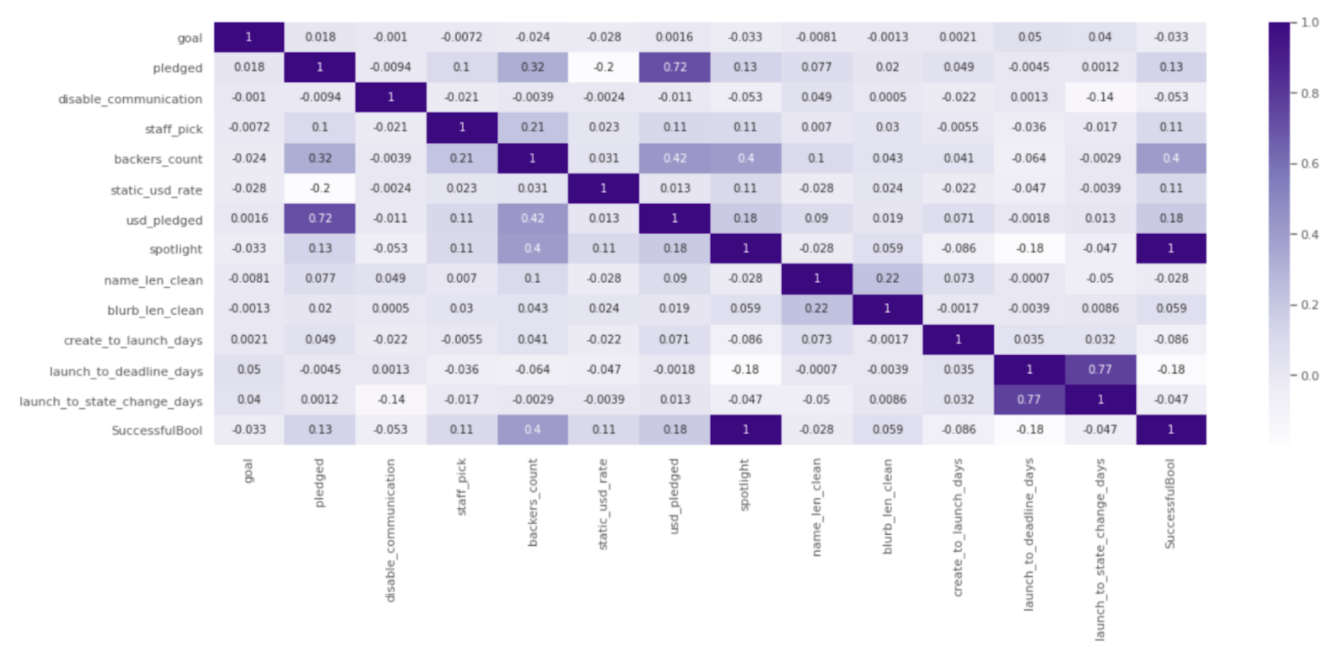 goal 1 0.018 -0.001 -0.0072 -0.024 -0.028 0.0016 -0.033 -0.0081 -0.0013 0.0021 0.05 0.04 -0.033
pledged 0.018 1 -0.0094 0.1 0.32 -0.2 0.72 0.13 0.077 0.02 0.049 -0.0045 0.0012 0.13
disable_communication -0.001 -0.0094 1 -0.021 -0.0039 -0.0024 -0.011 -0.053 0.049 0.0005 -0.022 0.0013 -0.14 -0.053
staff_pick -0.0072 0.1 -0.021 1 0.21 0.023 0.11 0.11 0.007 0.03 -0.0055 -0.036 -0.017 0.11
backers_count -0.024 0.32 -0.0039 0.21 1 0.031 0.42 0.4 0.1 0.043 0.041 -0.064 -0.0029 0.4
static_usd_rate -0.028 -0.2 -0.0024 0.023 0.031 1 0.013 0.11 -0.028 0.024 -0.022 -0.047 -0.0039 0.11
usd_pledged 0.0016 0.72 -0.011 0.11 0.42 0.013 1 0.18 0.09 0.019 0.071 -0.0018 0.013 0.18
spotlight -0.033 0.13 -0.053 0.11 0.4 0.11 0.18 1 -0.028 0.059 -0.086 -0.18 -0.047 1
name_len_clean -0.0081 0.077 0.049 0.007 0.1 -0.028 0.09 -0.028 1 0.22 0.073 -0.0007 -0.05 -0.028
blurb_len_clean -0.0013 0.02 0.0005 0.03 0.043 0.024 0.019 0.059 0.22 1 -0.0017 -0.0039 0.0086 0.059
create_to_launch_days 0.0021 0.049 -0.022 -0.0055 0.041 -0.022 0.071 -0.086 0.073 -0.0017 1 0.035 0.032 -0.086
launch_to_deadline_days 0.05 -0.0045 0.0013 -0.036 -0.064 -0.047 -0.0018 -0.18 -0.0007 -0.0039 0.035 1 0.77 -0.18
launch_to_state_change_days 0.04 0.0012 -0.14 -0.017 -0.0029 -0.0039 0.013 -0.047 -0.05 0.0086 0.032 0.77 1 -0.047
SuccessfulBool -0.033 0.13 -0.053 0.11 0.4 0.11 0.18 1 -0.028 0.059 -0.086 -0.18 -0.047 1
goal
pledged
disable_communication
staff_pick
backers_count
static_usd_rate
usd_pledged
spotlight
name_len_clean
blurb_len_clean
create_to_launch_days
launch_to_deadline_days
launch_to_state_change_days
SuccessfulBool
1.0
0.8
0.6
0.4
0.2
0.0